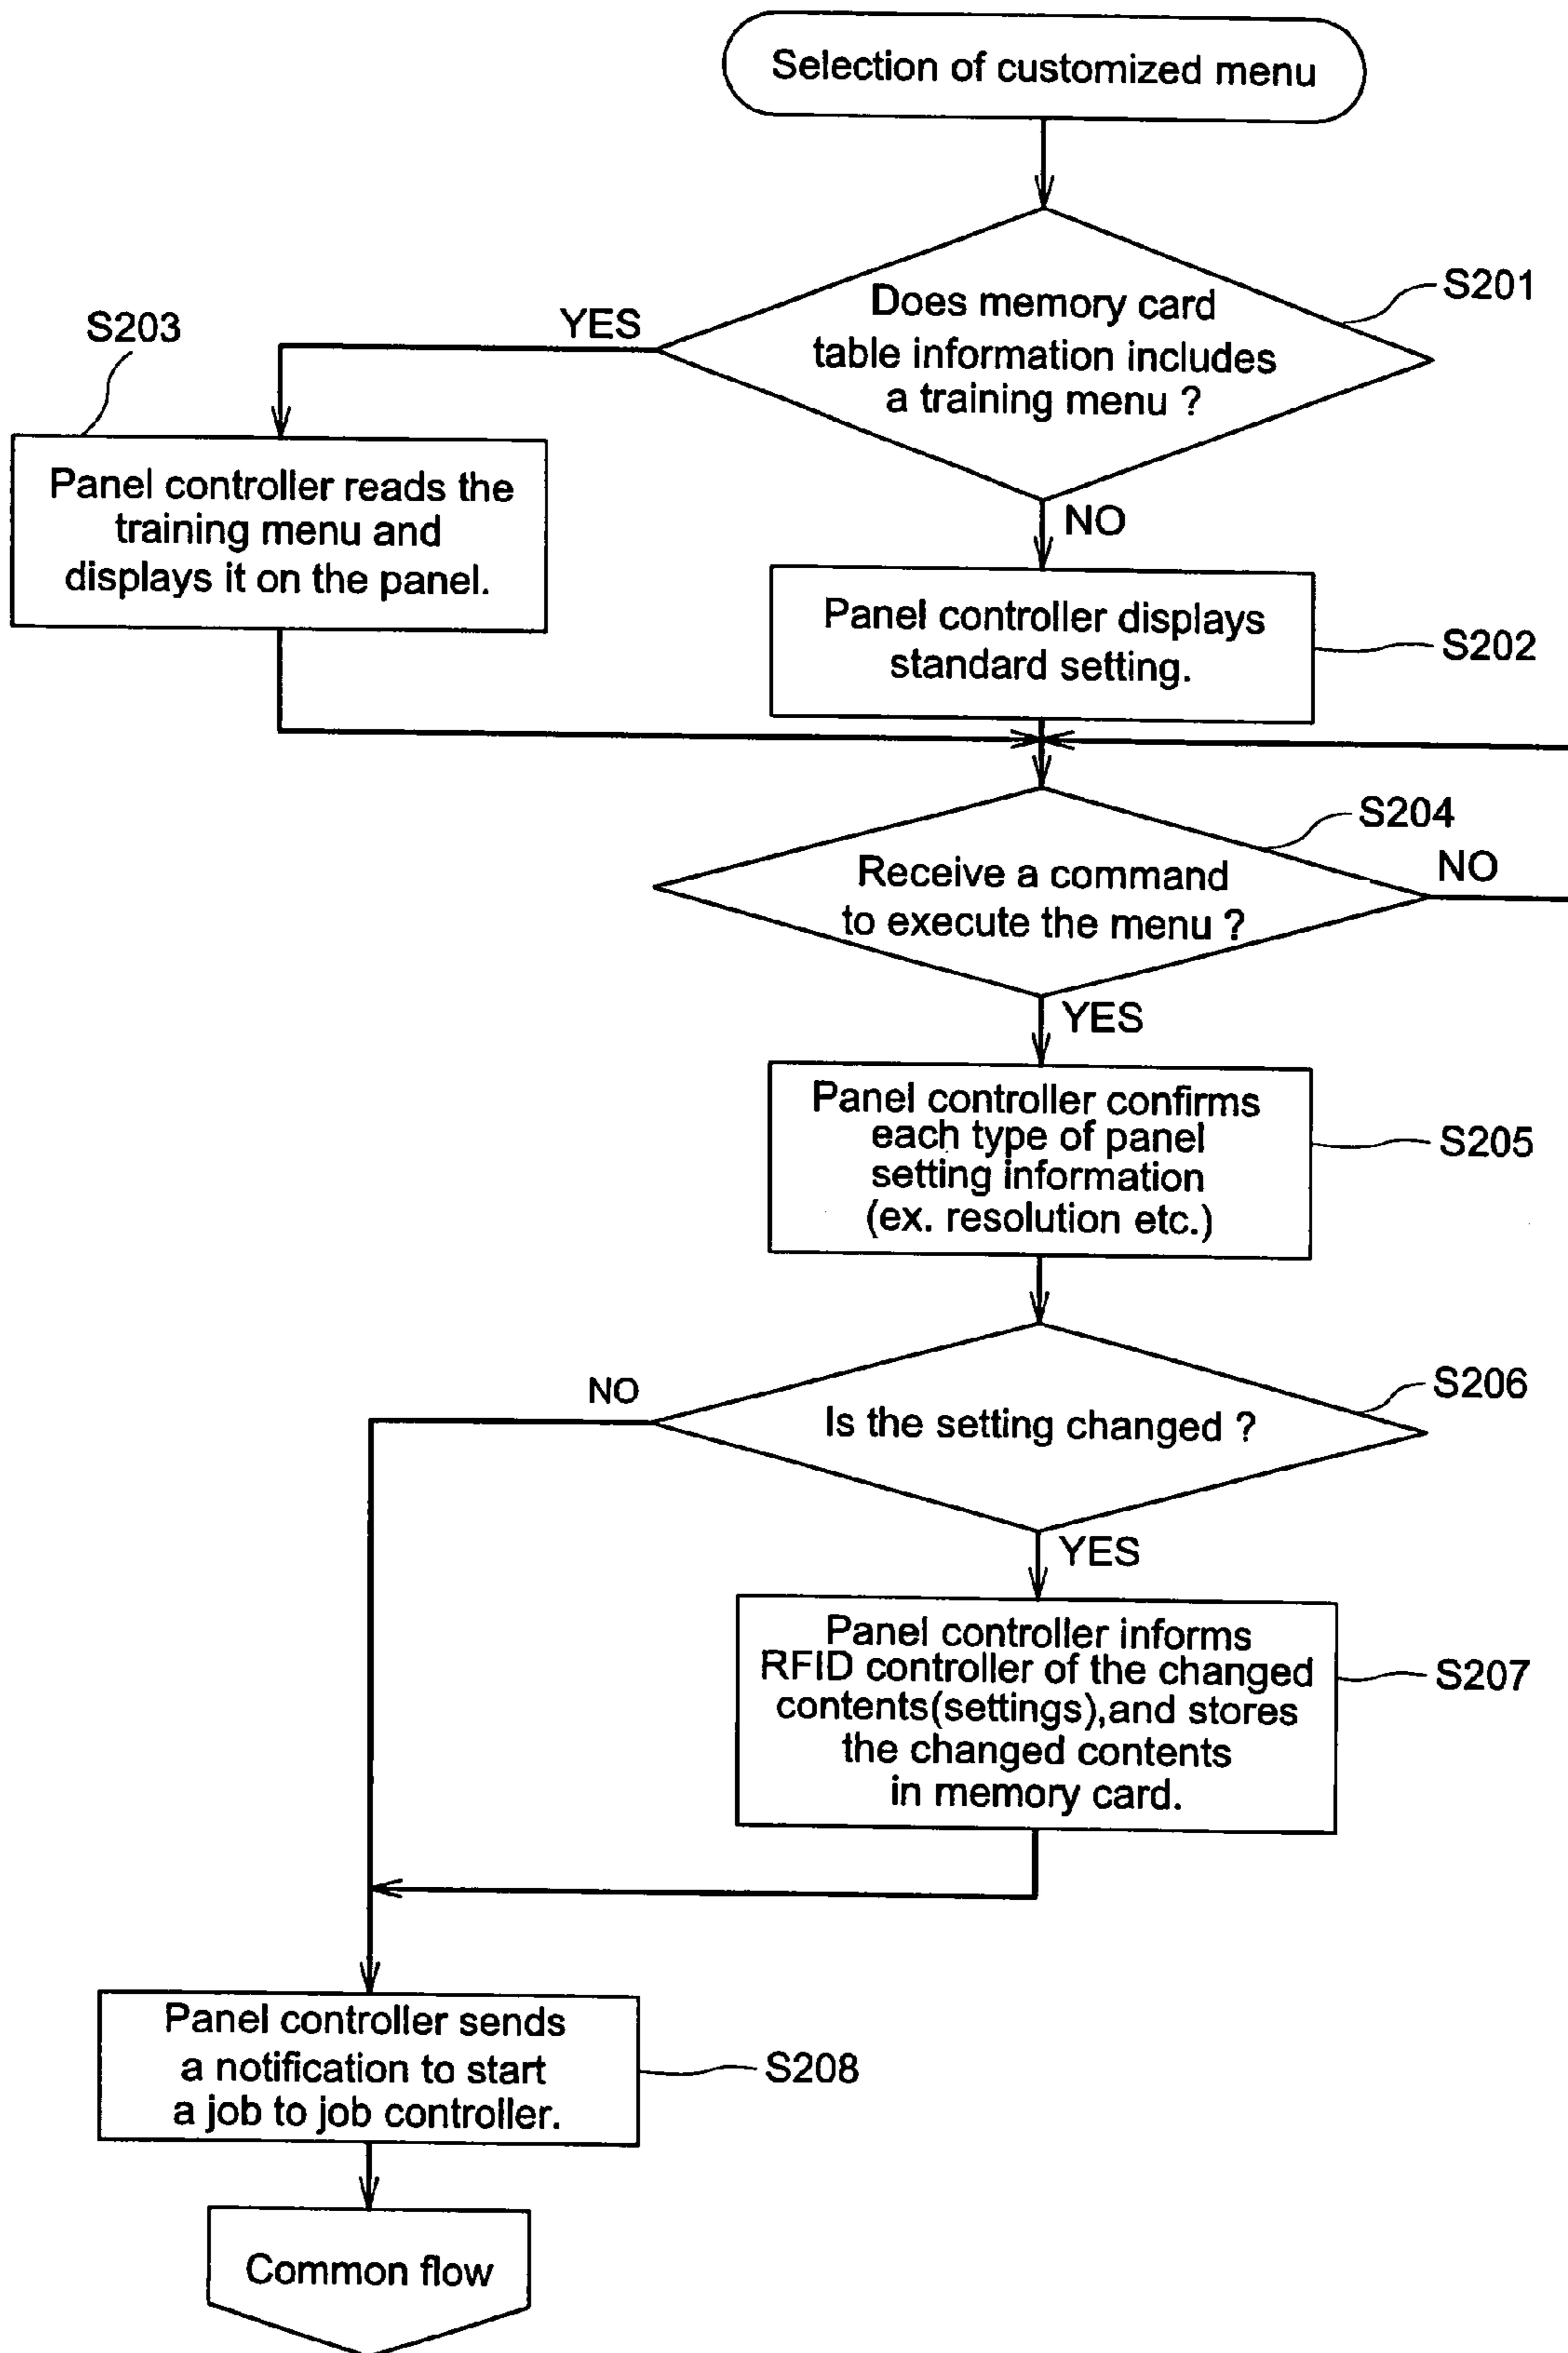 Selection of customized menu
S201
Does memory card
table information includes
a training menu ?
YES
S203
Panel controller reads the
training menu and
displays it on the panel.
NO
Panel controller displays
standard setting.
S202
S204
Receive a command
to execute the menu ?
NO
YES
Panel controller confirms
each type of panel
setting information
(ex. resolution etc.)
S205
NO
S206
Is the setting changed ?
YES
Panel controller informs
RFID controller of the changed
contents(settings),and stores
the changed contents
in memory card.
S207
Panel controller sends
a notification to start
a job to job controller.
S208
Common flow